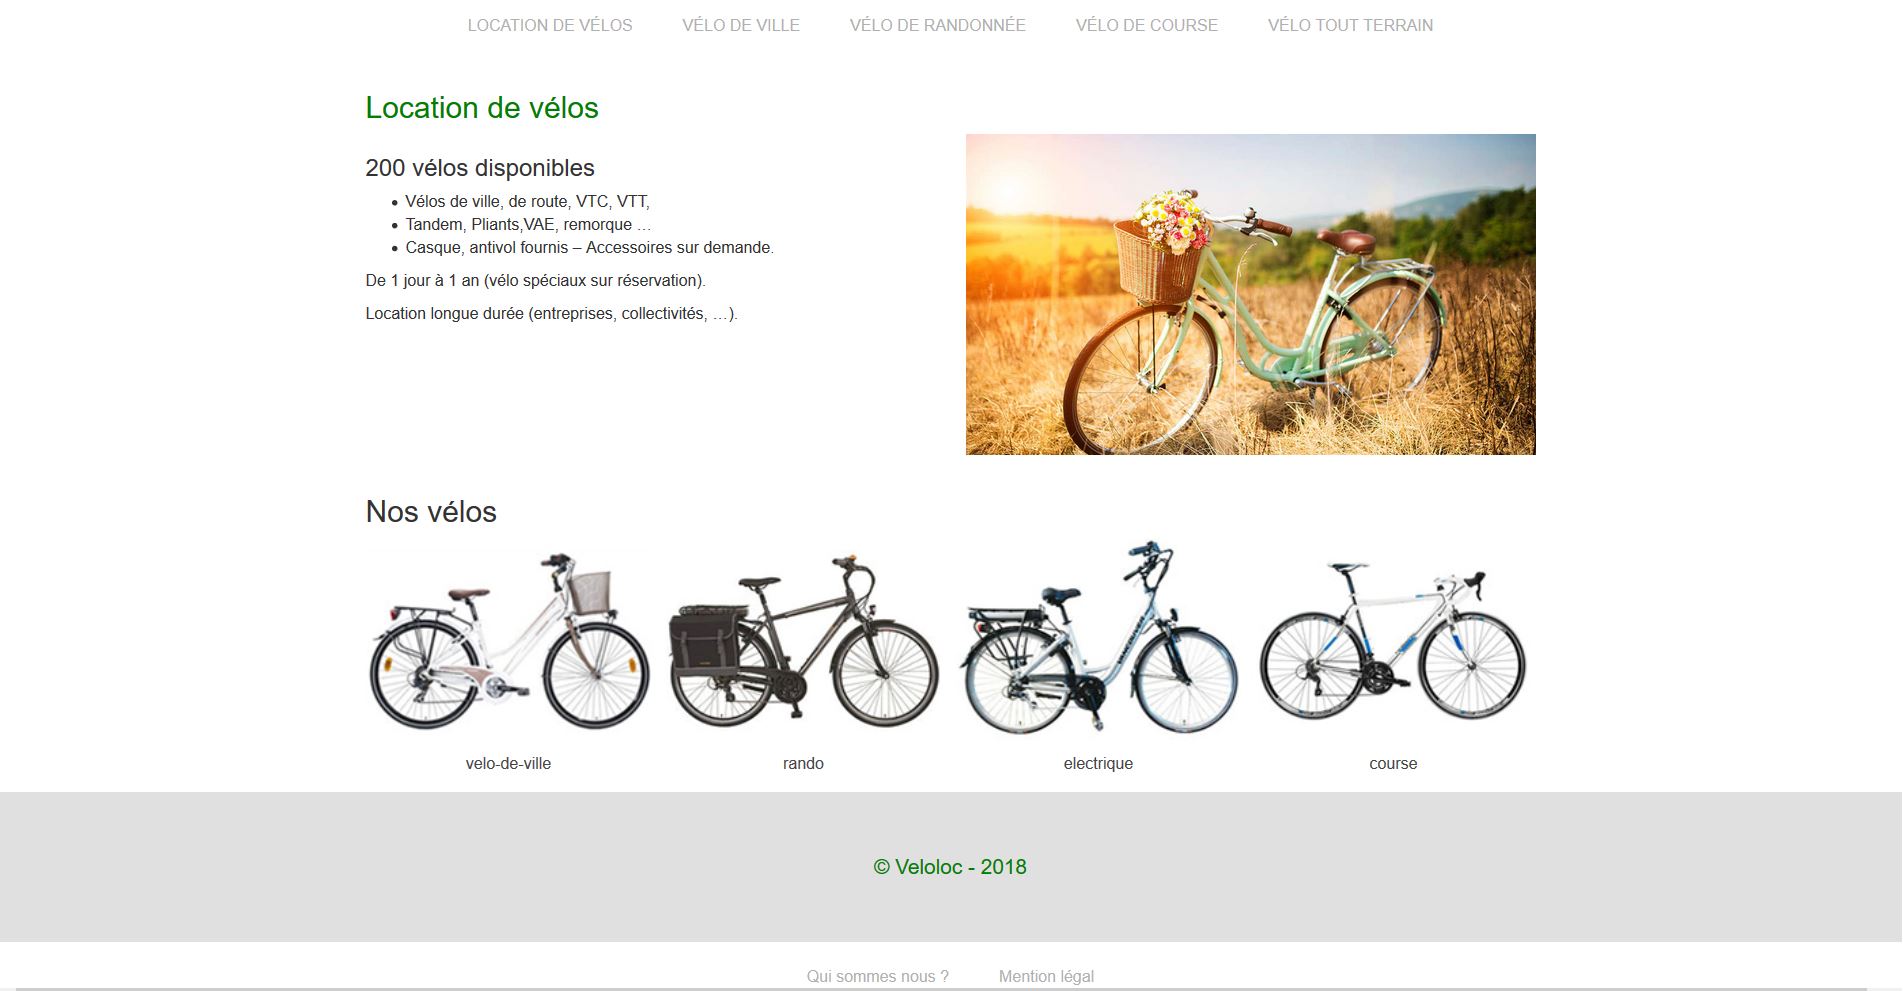 LOCATION DE VÉLOS VÉLO DE VILLE VÉLO DE RANDONNÉE VÉLO DE COURSE VÉLO TOUT TERRAIN
Location de vélos
200 vélos disponibles
Vélos de ville, de route, VTC, VTT,
Tandem, Pliants,VAE, remorque …
Casque, antivol fournis – Accessoires sur demande.
De 1 jour à 1 an (vélo spéciaux sur réservation).
Location longue durée (entreprises, collectivités, …).
Nos vélos
velo-de-ville rando electrique course
© Veloloc - 2018
Qui sommes nous ? Mention légal